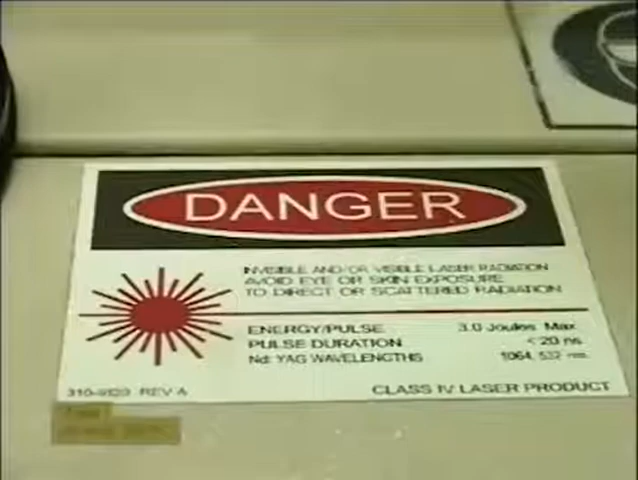 DANGER
INVISIBLE AND/OR VISIBLE LASER RADIATION
AVOID EYE OR SKIN EXPOSURE
TO DIRECT OR SCATTERED RADIATION
ENERGY/PULSE 3.0 Joules Max
PULSE DURATION < 20 ns
Nd: YAG WAVELENGTHS 1064, 532 nm
REV A CLASS IV LASER PRODUCT